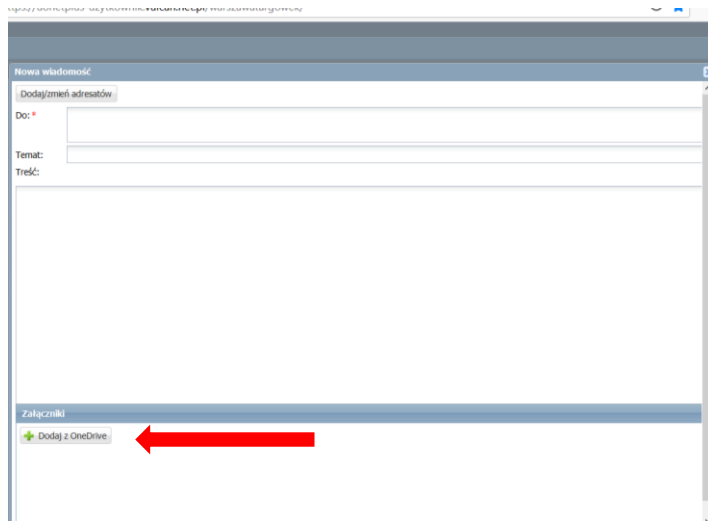 Nowa wiadomość
Dodaj/zmień adresatów
Do: *
Temat:
Treść:
Załączniki
Dodaj z OneDrive